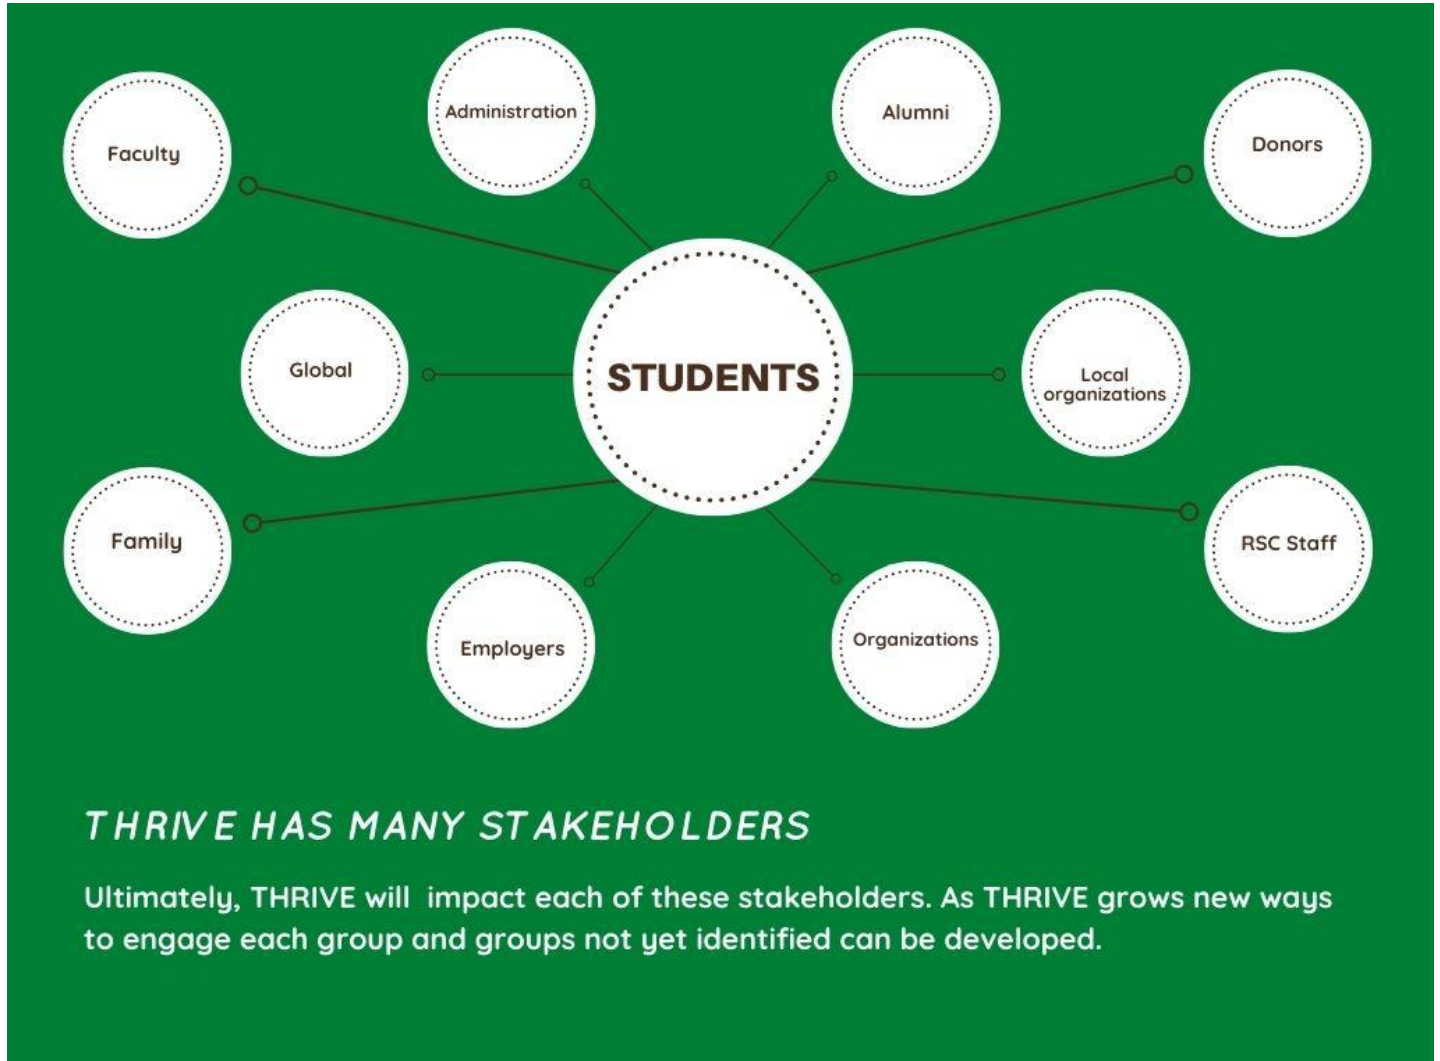 Administration
Alumni
Faculty
Donors
Global
STUDENTS
Local
organizations
Family
RSC Staff
Employers
Organizations
THRIVE HAS MANY STAKEHOLDERS
Ultimately, THRIVE will  impact each of these stakeholders. As THRIVE grows new ways
to engage each group and groups not yet identified can be developed.